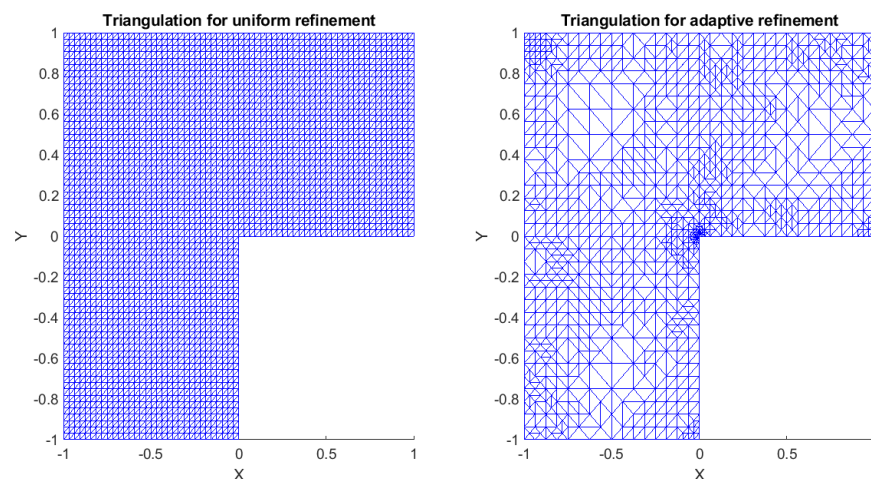 Triangulation for uniform refinement
1
0.8
0.6
0.4
0.2
0
-0.2
-0.4
-0.6
-0.8
-1
Y
-1 -0.5 0 0.5 1
X
Triangulation for adaptive refinement
1
0.8
0.6
0.4
0.2
0
-0.2
-0.4
-0.6
-0.8
-1
Y
-1 -0.5 0 0.5
X